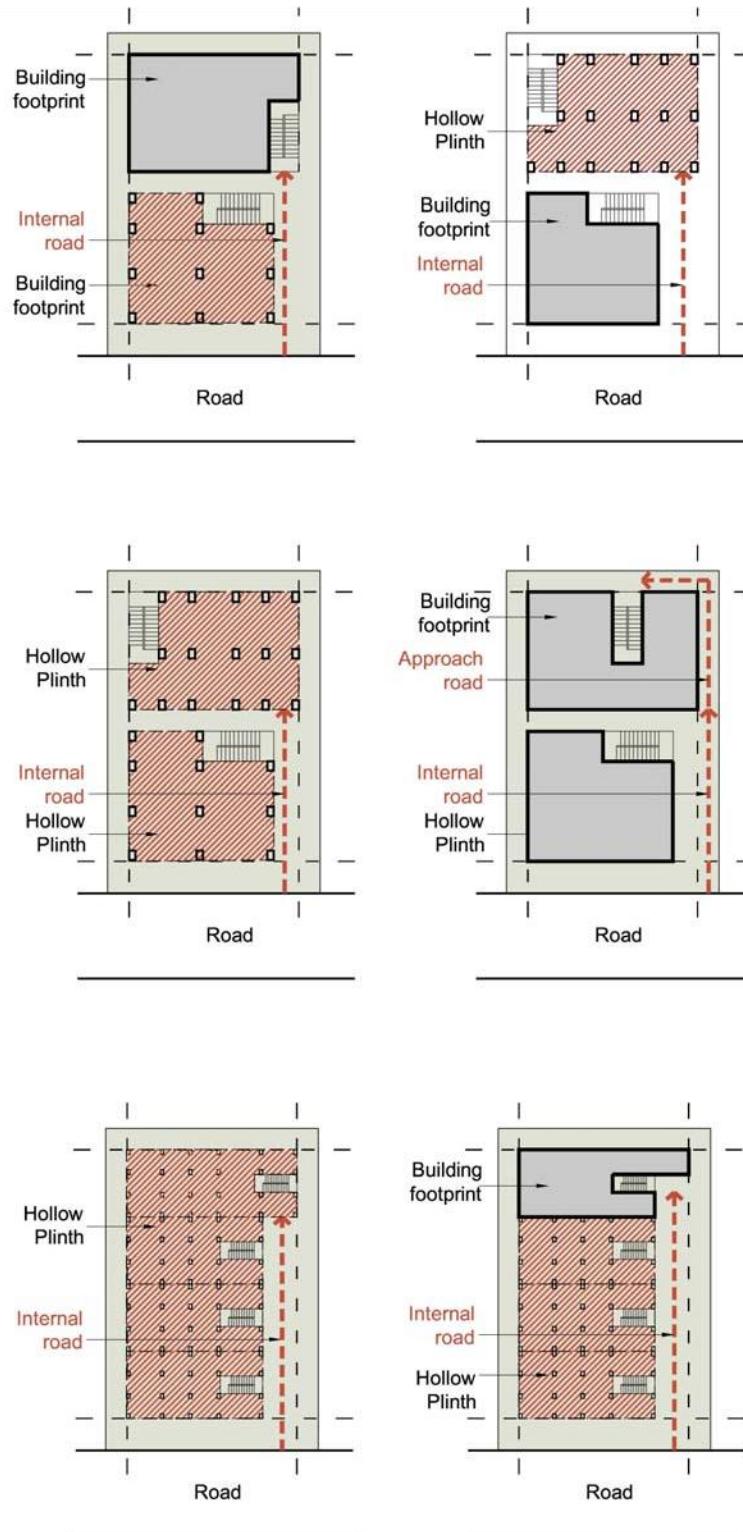 Building
footprint
Internal
road
Building
footprint
Road
Hollow
Plinth
Building
footprint
Internal
road
Road
Hollow
Plinth
Internal
road
Hollow
Plinth
Road
Building
footprint
Approach
road
Internal
road
Hollow
Plinth
Road
Hollow
Plinth
Internal
road
Road
Building
footprint
Internal
road
Hollow
Plinth
Road